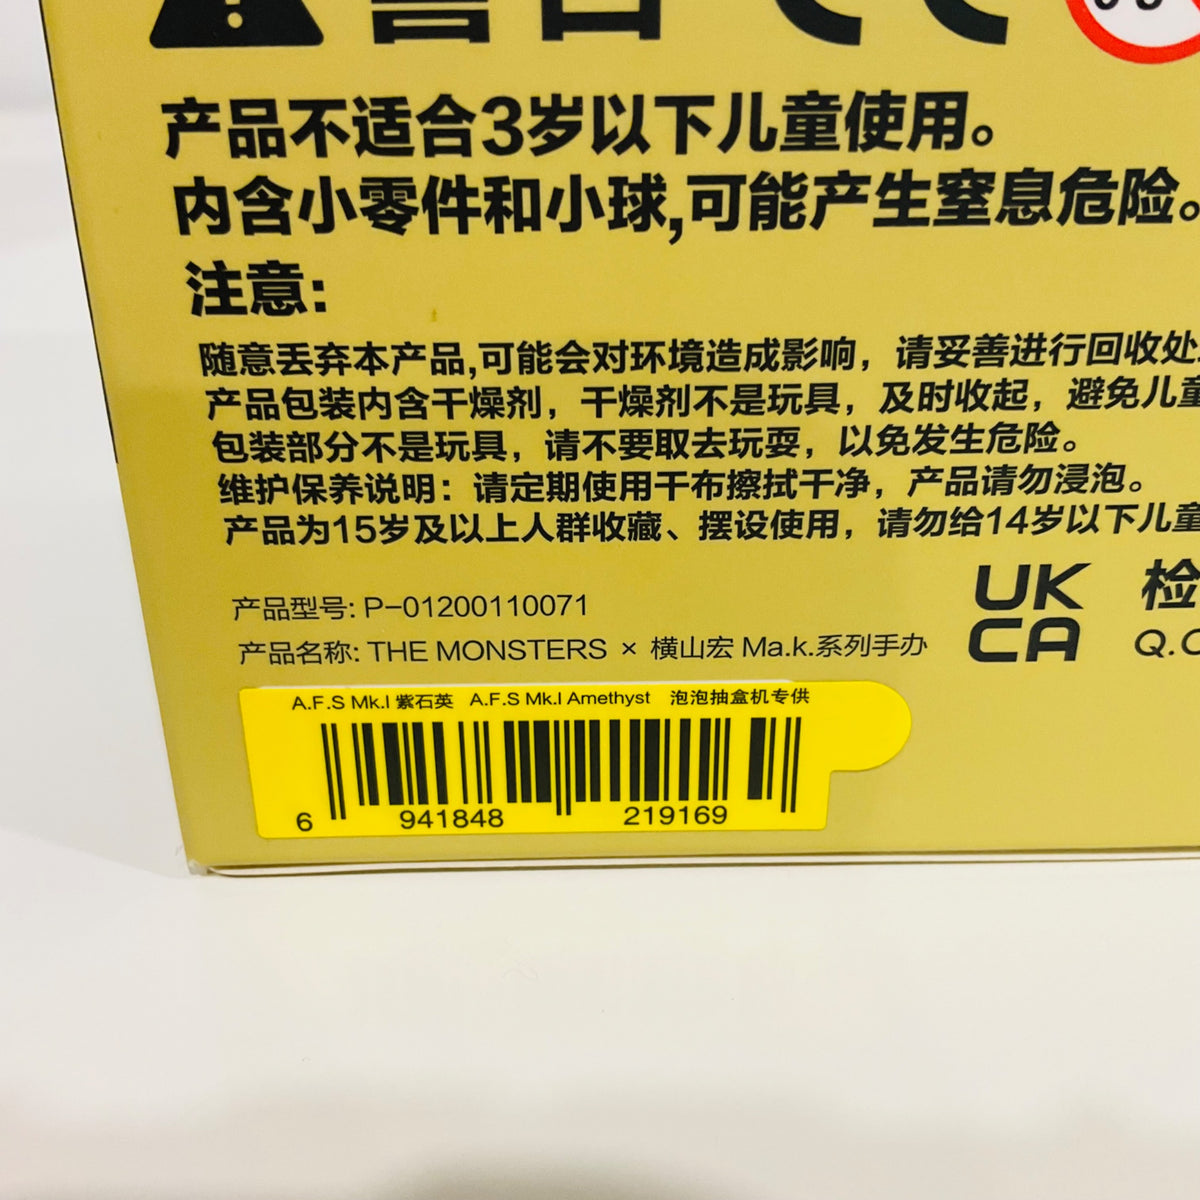 警告
产品不适合3岁以下儿童使用。
内含小零件和小球,可能产生窒息危险。
注意:
随意丢弃本产品,可能会对环境造成影响，请妥善进行回收处
产品包装内含干燥剂，干燥剂不是玩具，及时收起，避免儿童
包装部分不是玩具，请不要取去玩耍，以免发生危险。
维护保养说明：请定期使用干布擦拭干净，产品请勿浸泡。
产品为15岁及以上人群收藏、摆设使用，请勿给14岁以下儿童
产品型号: P-01200110071
产品名称: THE MONSTERS × 横山宏 Ma.k.系列手办
UK
CA
检
Q.C
A.F.S Mk.I 紫石英 A.F.S Mk.I Amethyst 泡泡抽盒机专供
6 941848 219169